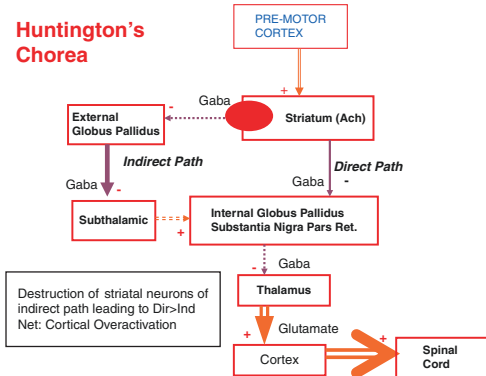 Huntington's
Chorea
PRE-MOTOR
CORTEX
+
Gaba
-
Striatum (Ach)
External
Globus Pallidus
Indirect Path
Direct Path
Gaba
-
Gaba
-
Subthalamic
+
Internal Globus Pallidus
Substantia Nigra Pars Ret.
-
Gaba
Thalamus
Destruction of striatal neurons of
indirect path leading to Dir>Ind
Net: Cortical Overactivation
+
Glutamate
Cortex
+
Spinal
Cord